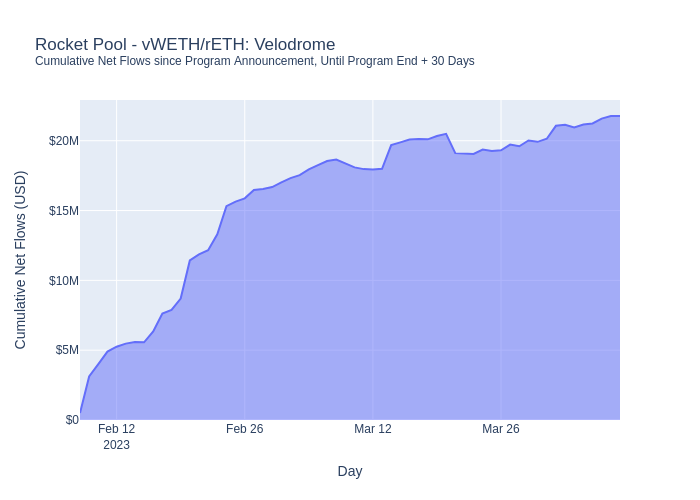 Rocket Pool - vWETH/rETH: Velodrome
Cumulative Net Flows since Program Announcement, Until Program End + 30 Days
Cumulative Net Flows (USD)
$20M
$15M
$10M
$5M
$0
Feb 12
2023
Feb 26
Mar 12
Mar 26
Day